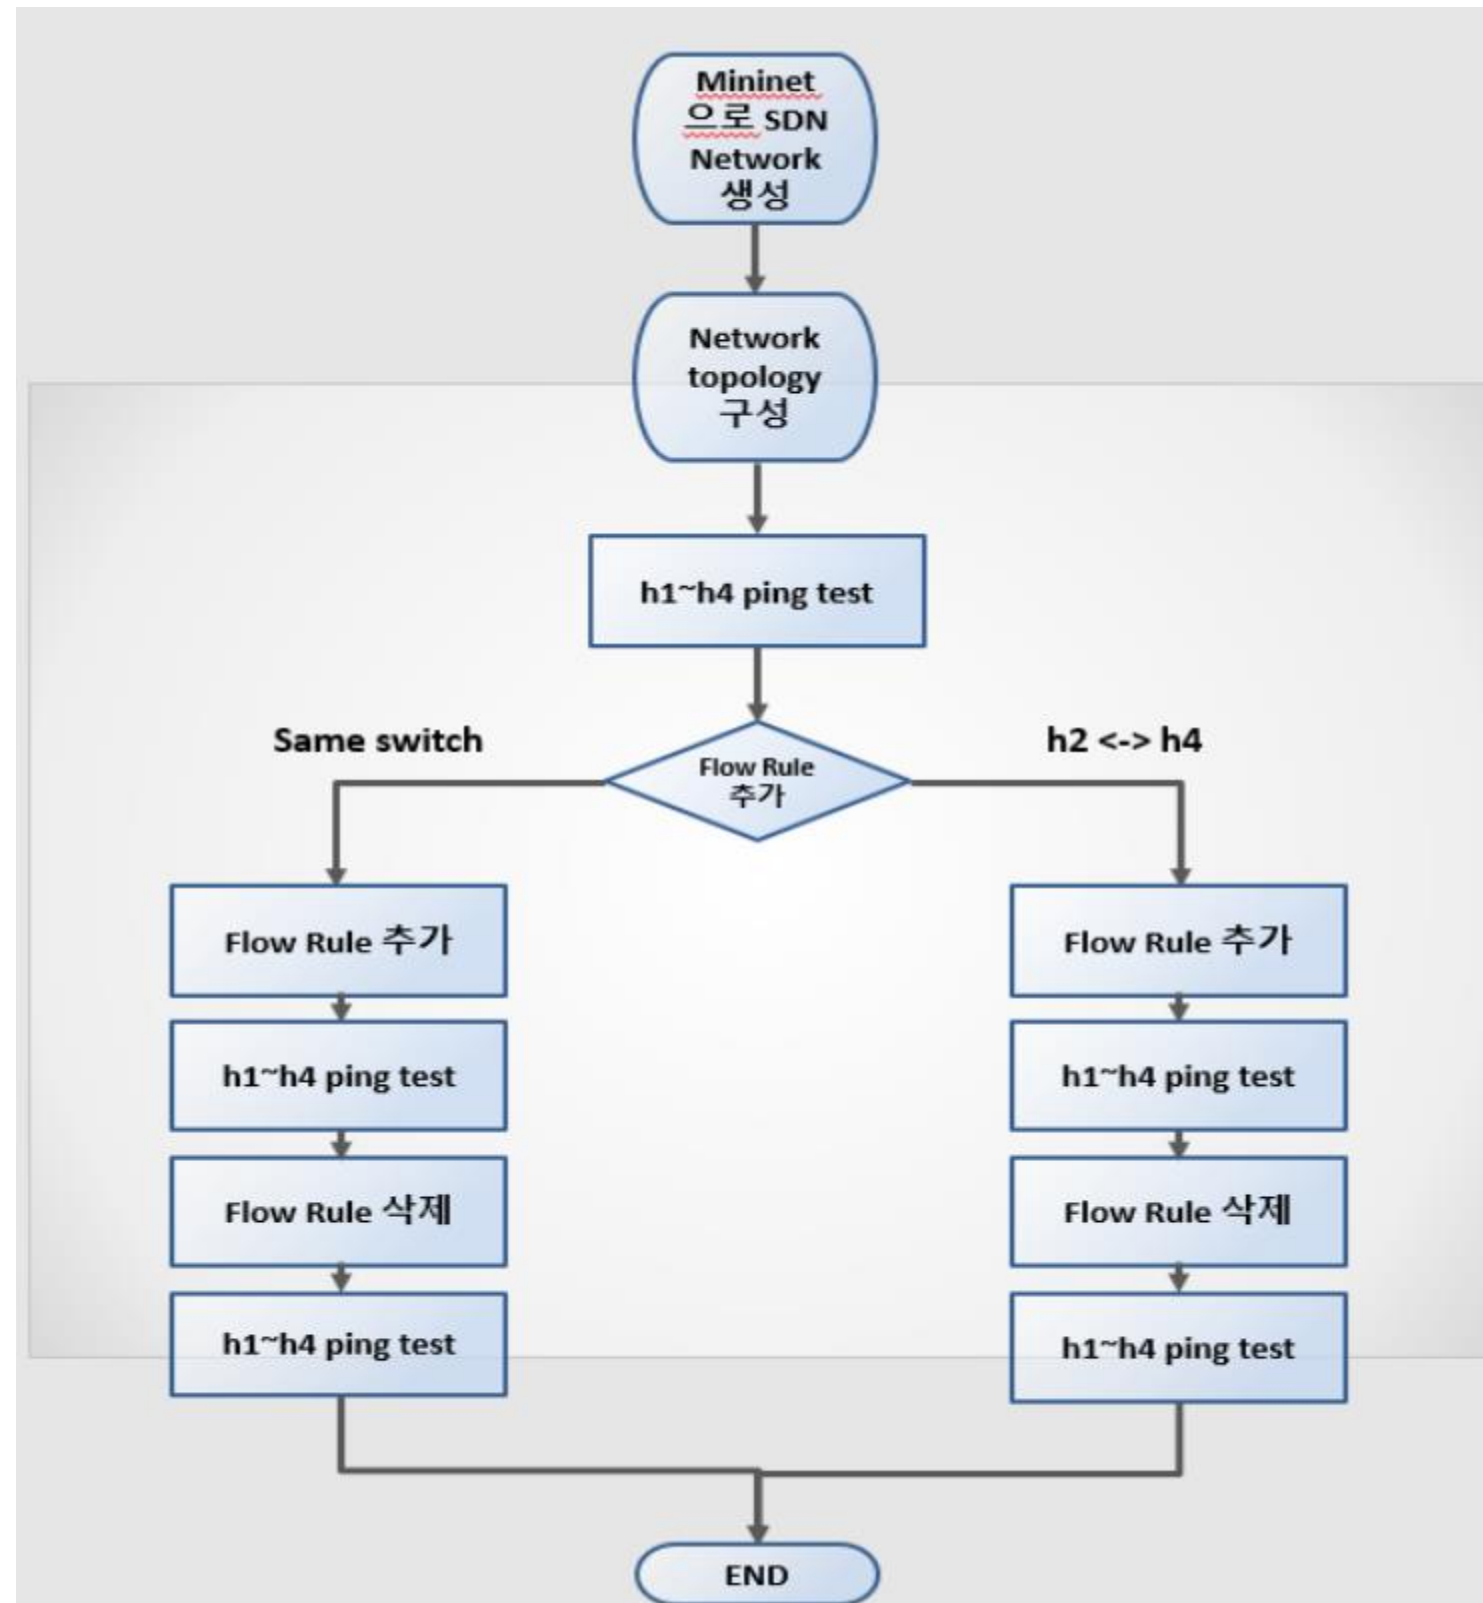 Mininet
으로 SDN
Network
생성
Network
topology
구성
h1~h4 ping test
Same switch
h2 <-> h4
Flow Rule
추가
Flow Rule 추가
h1~h4 ping test
Flow Rule 삭제
h1~h4 ping test
Flow Rule 추가
h1~h4 ping test
Flow Rule 삭제
h1~h4 ping test
END